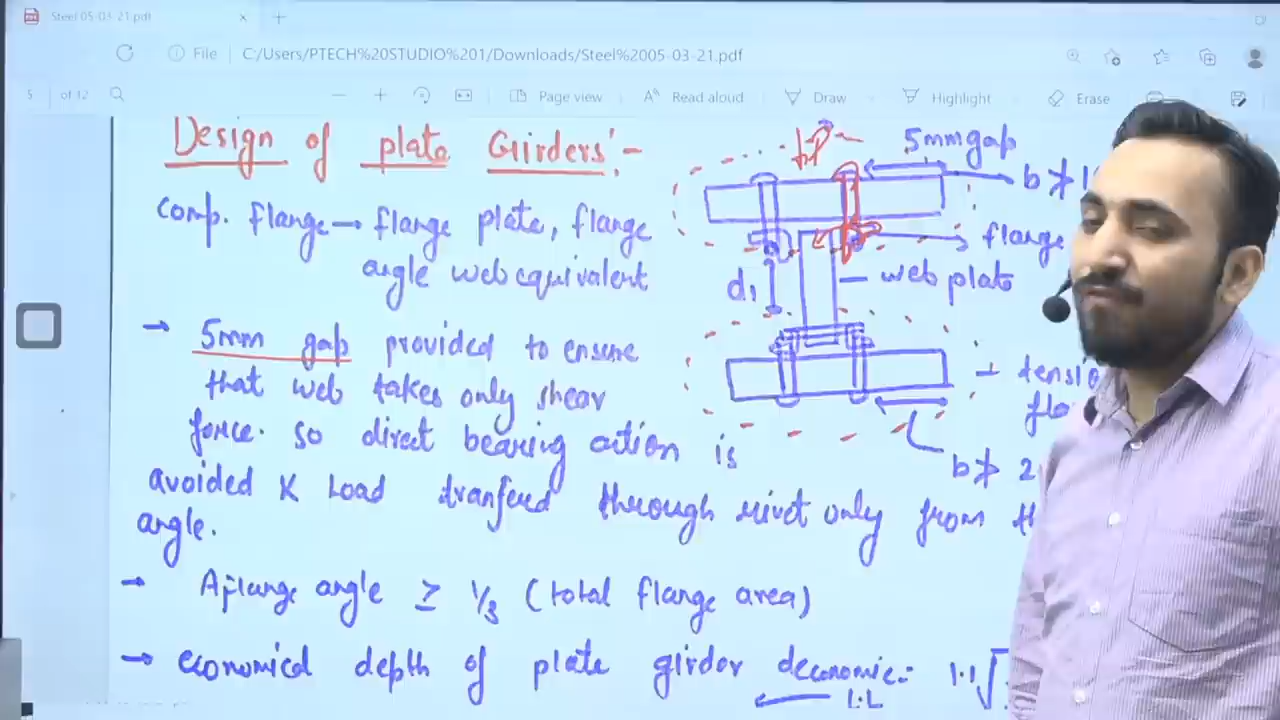 Steel 05-03-21.pdf
File C:/Users/PTECH%20STUDIO%201/Downloads/Steel%2005-03-21.pdf
5 of 12 Page view Read aloud Draw Highlight Erase
Design of plate Girders:-
5mm gap
comp. flange → flange plate, flange
angle web equivalent
b ≯ 1
flange
web plate
d₁
→ 5mm gap provided to ensure
that web takes only shear
force. so direct bearing action is
avoided & Load tranfered through rivet only from
angle.
b ≯ 2
→ Aflange angle ≥ 1/3 (total flange area)
→ economical depth of plate girder deconomic: 1.1√